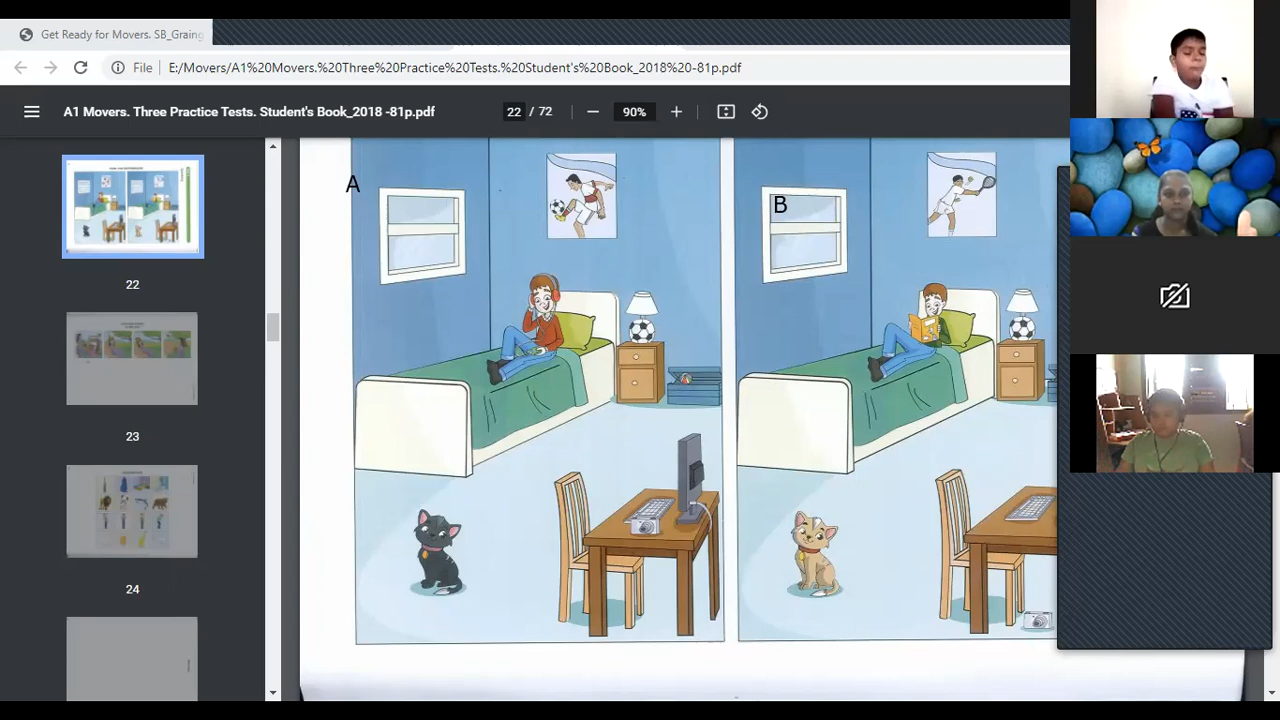 Get Ready for Movers. SB_Graing
File
E:/Movers/A1%20Movers.%20Three%20Practice%20Tests.%20Student's%20Book_2018%20-81p.pdf
A1 Movers. Three Practice Tests. Student's Book_2018 -81p.pdf
22 / 72
90%
A
B
22
23
24